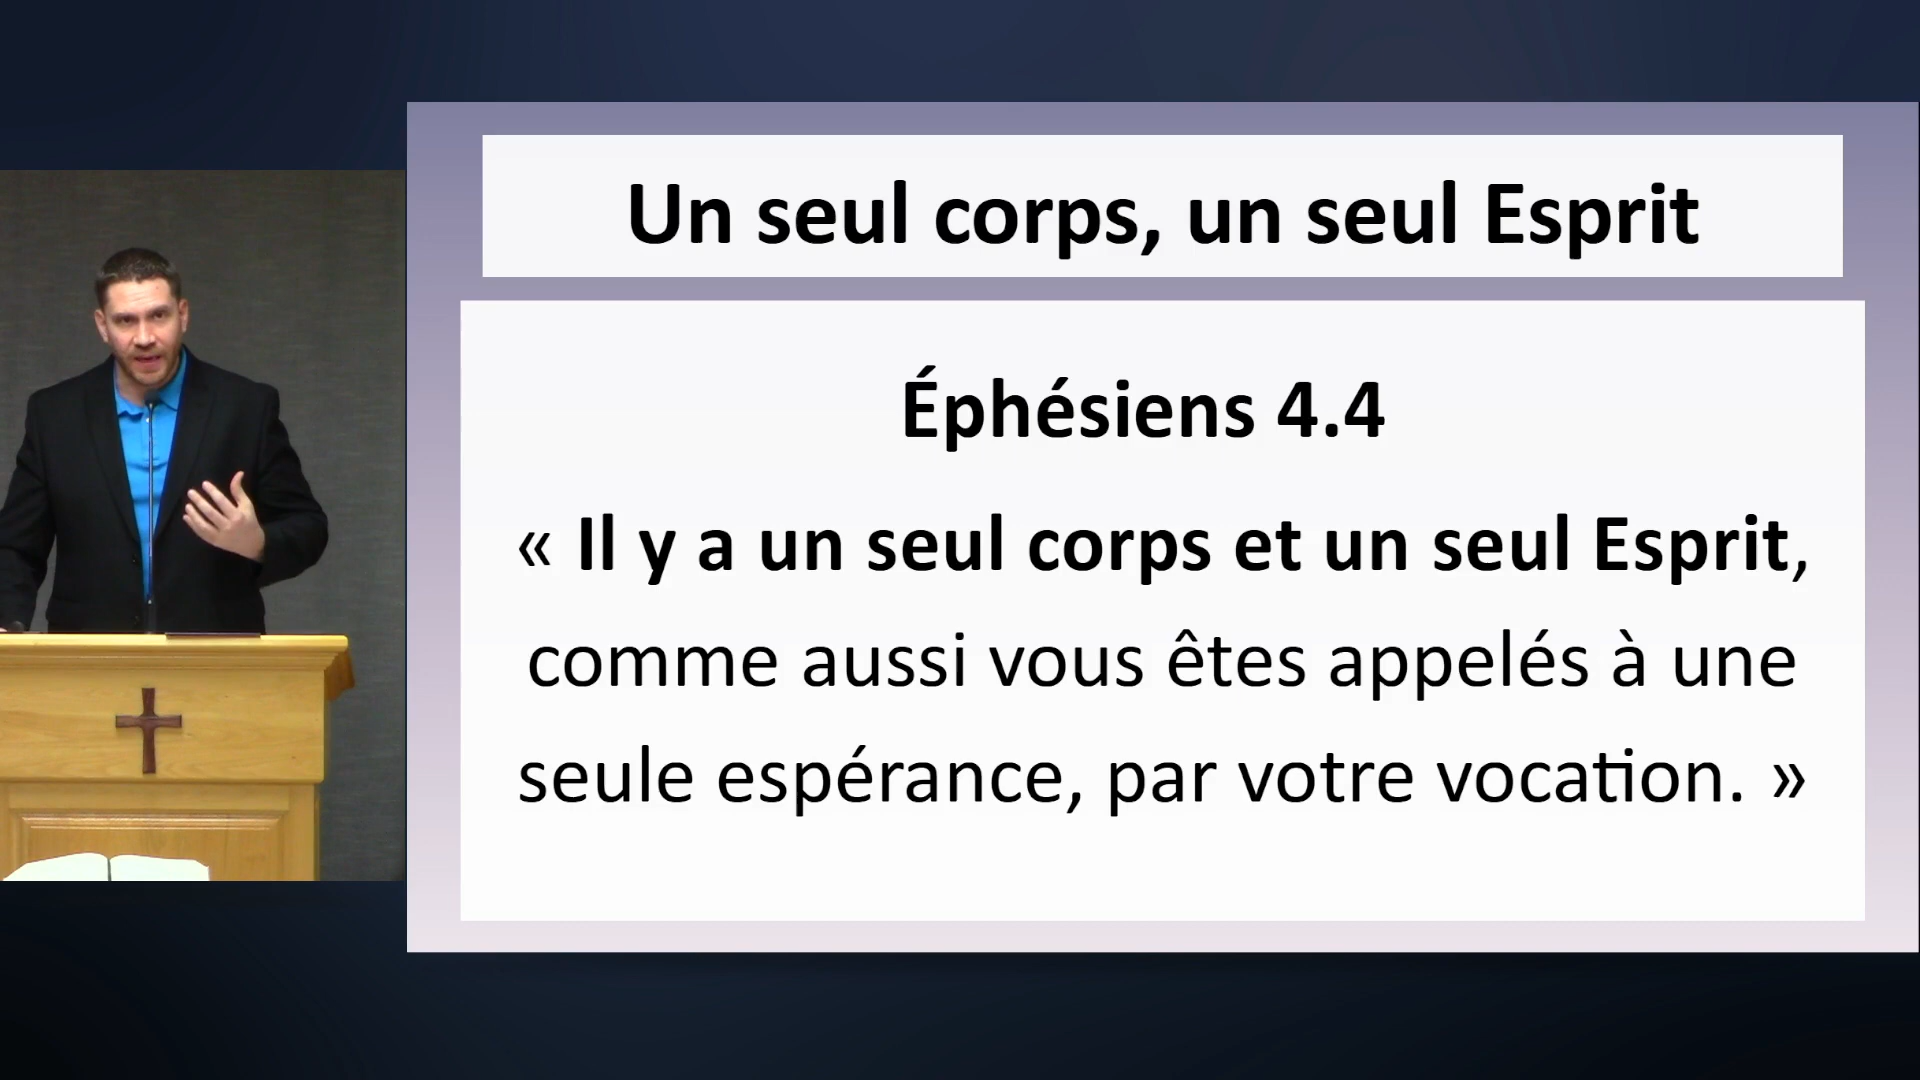 Un seul corps, un seul Esprit
Éphésiens 4.4
« Il y a un seul corps et un seul Esprit,
comme aussi vous êtes appelés à une
seule espérance, par votre vocation. »